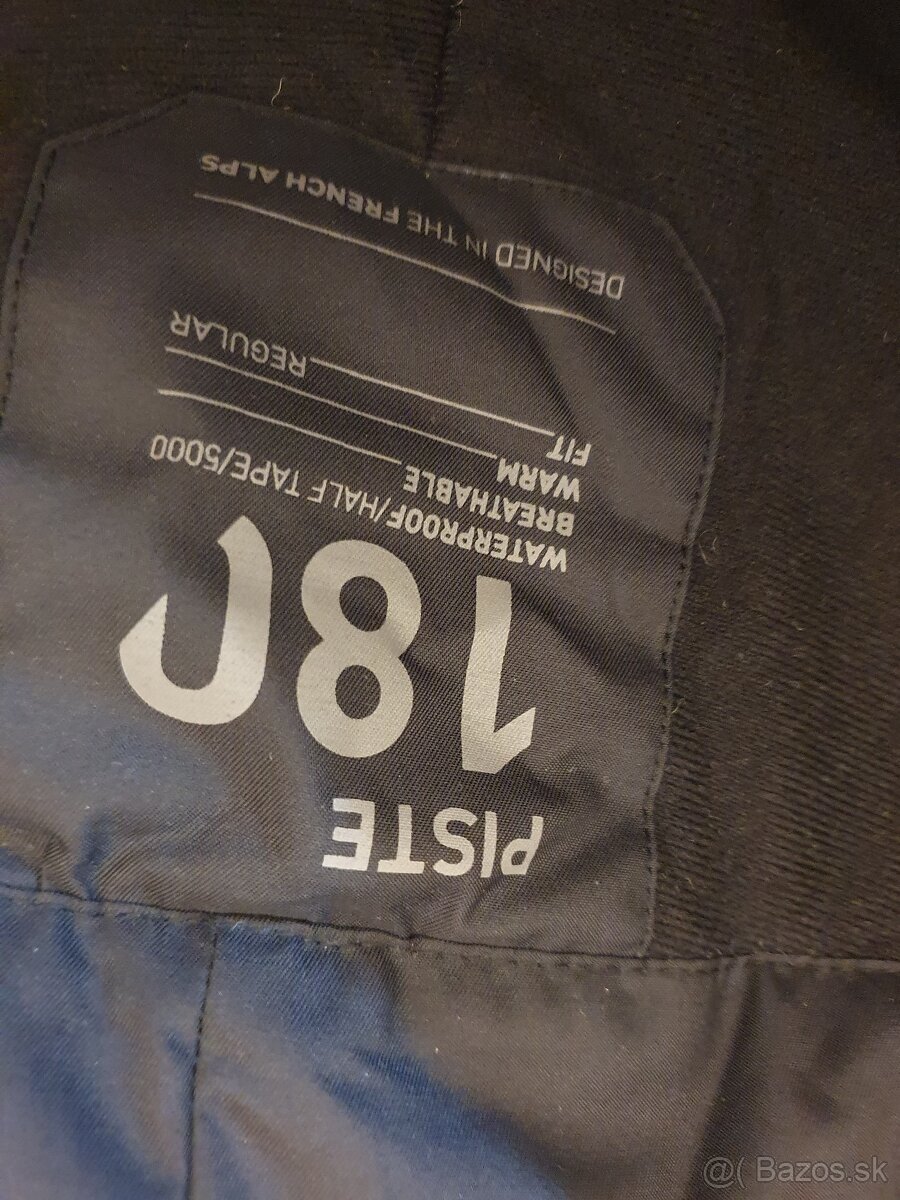 PISTE
180
WATERPROOF/HALF TAPE/5000
BREATHABLE
WARM
FIT REGULAR
DESIGNED IN THE FRENCH ALPS
@( Bazos.sk